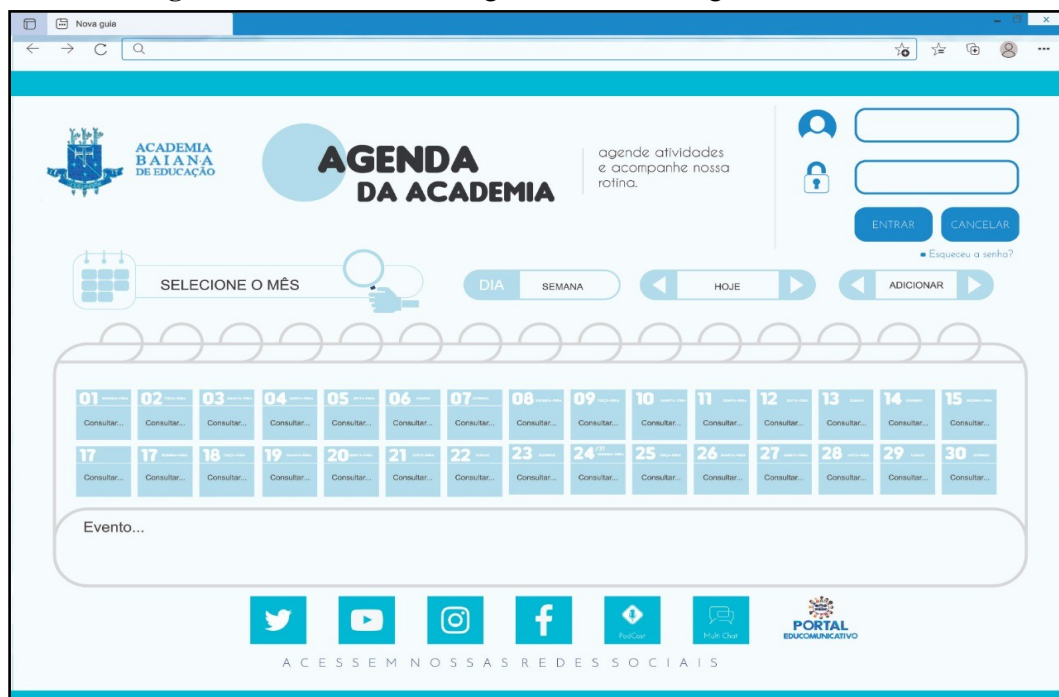 Nova guia
ACADEMIA
BAIANA
DE EDUCAÇÃO
AGENDA
DA ACADEMIA
agende atividades
e acompanhe nossa
rotina.
ENTRAR CANCELAR
Esqueceu a senha?
SELECIONE O MÊS DIA SEMANA HOJE ADICIONAR
01 02 03 04 05 06 07 08 09 10 11 12 13 14 15
Consultar... Consultar... Consultar... Consultar... Consultar... Consultar... Consultar... Consultar... Consultar... Consultar... Consultar... Consultar... Consultar... Consultar... Consultar...
17 17 18 19 20 21 22 23 24/31 25 26 27 28 29 30
Consultar... Consultar... Consultar... Consultar... Consultar... Consultar... Consultar... Consultar... Consultar... Consultar... Consultar... Consultar... Consultar... Consultar... Consultar...
Evento...
PodCast Multi Chat
PORTAL
EDUCOMUNICATIVO
ACESSEM NOSSAS REDES SOCIAIS